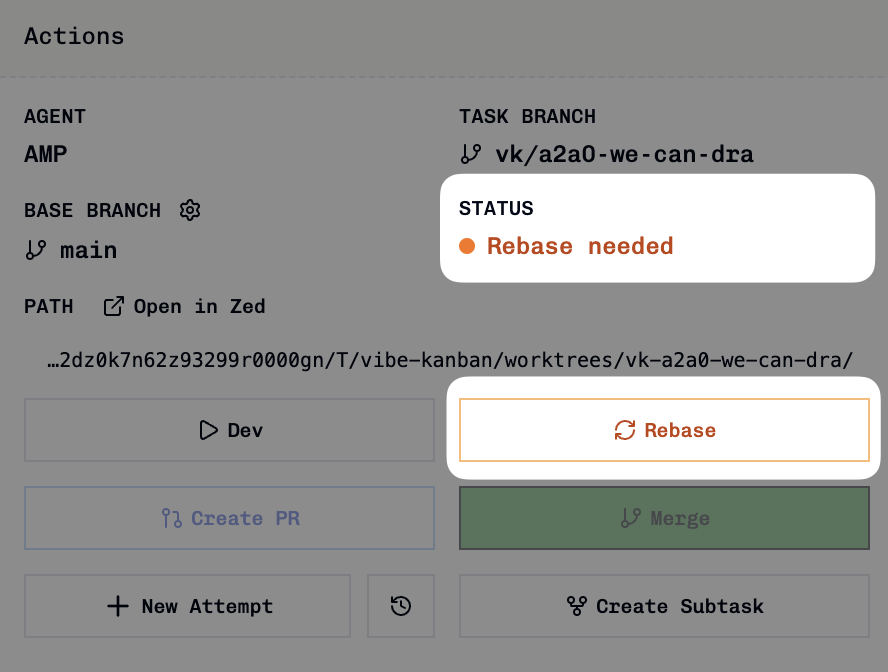 Actions
AGENT
AMP
TASK BRANCH
vk/a2a0-we-can-dra
BASE BRANCH
main
STATUS
Rebase needed
PATH Open in Zed
…2dz0k7n62z93299r0000gn/T/vibe-kanban/worktrees/vk-a2a0-we-can-dra/
Dev
Rebase
Create PR
Merge
New Attempt
Create Subtask